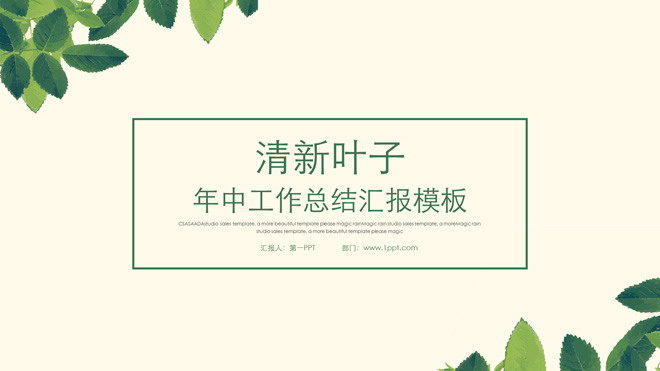 清新叶子
年中工作总结汇报模板
CSASAADAstudio sales template, a more beautiful template please magic rainMagic rain studio sales template, a moreMagic rain
studio sales template, a more beautiful template please magic
汇报人：第一PPT 部门：www.1ppt.com